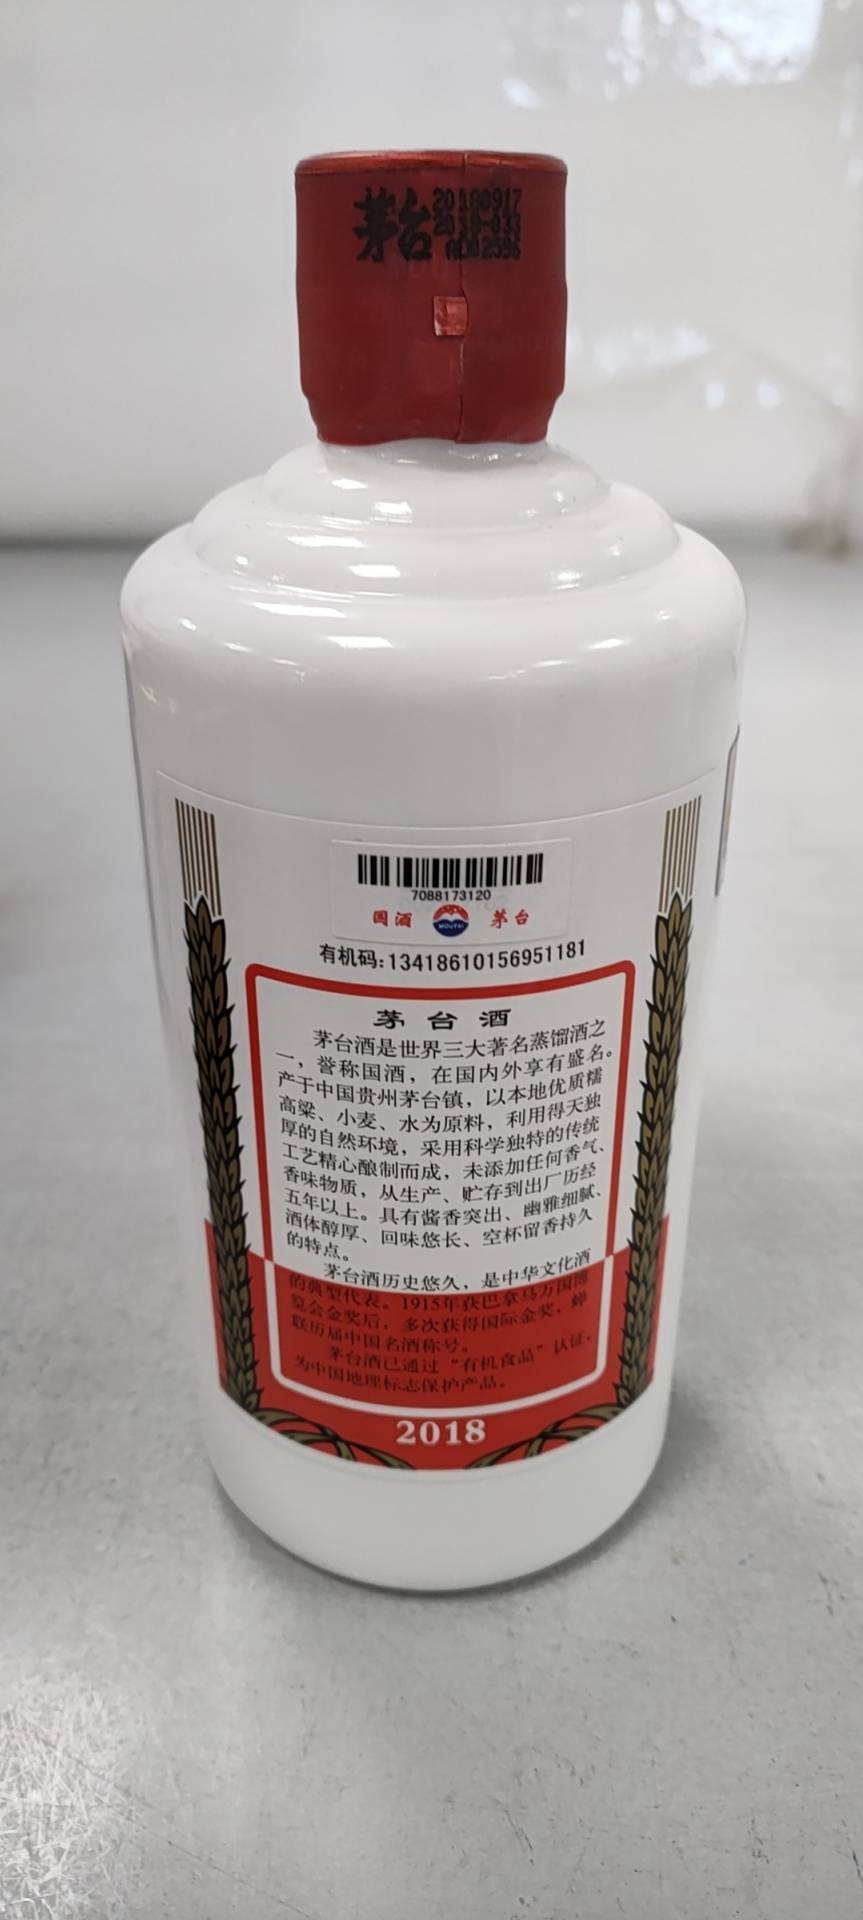 茅台
20180917
2018-033
7088173120
国酒 MOUTAI 茅台
有机码:13418610156951181
茅台酒
茅台酒是世界三大著名蒸馏酒之
一，誉称国酒，在国内外享有盛名。
产于中国贵州茅台镇，以本地优质糯
高粱、小麦、水为原料，利用得天独
厚的自然环境，采用科学独特的传统
工艺精心酿制而成，未添加任何香气、
香味物质，从生产、贮存到出厂历经
五年以上。具有酱香突出、幽雅细腻、
酒体醇厚、回味悠长、空杯留香持久
的特点。
茅台酒历史悠久，是中华文化酒
的典型代表。1915年获巴拿马万国博
览会金奖后，多次获得国际金奖，蝉
联历届中国名酒称号。
茅台酒已通过“有机食品”认证，
为中国地理标志保护产品。
2018